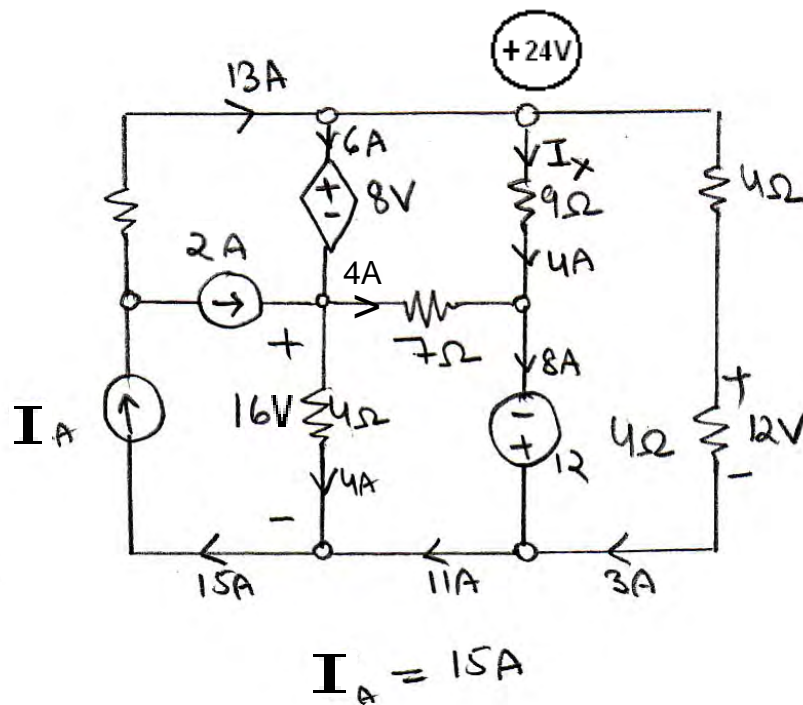 +24V
13A
6A
Ix
+
-
8V
9Ω
4Ω
2A
4A
4A
+
7Ω
8A
IA
16V
4Ω
-
+
12
4Ω
+
12V
-
4A
-
15A
11A
3A
IA = 15A